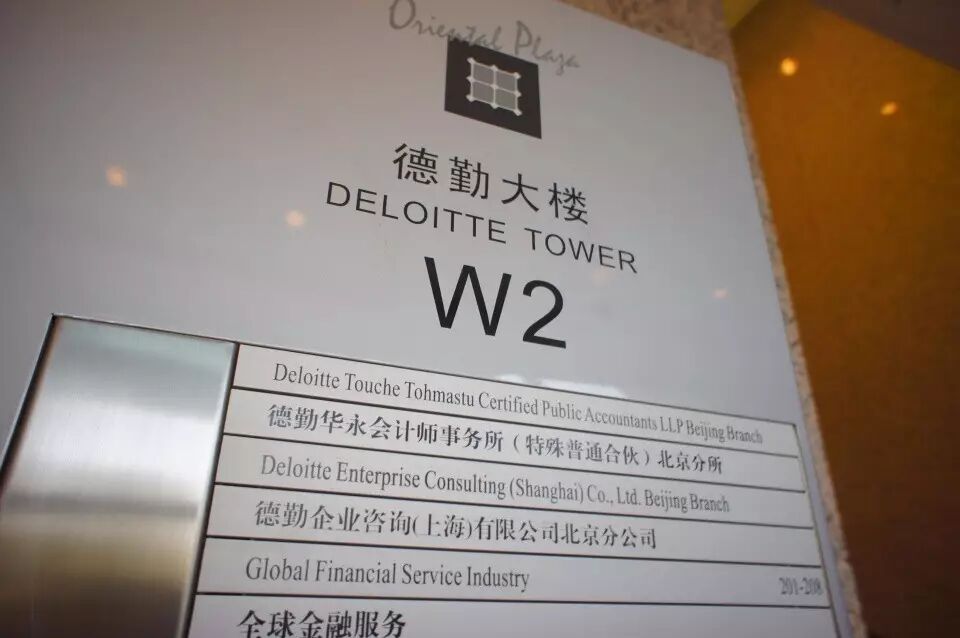 Oriental Plaza
德勤大楼
DELOITTE TOWER
W2
Deloitte Touche Tohmastu Certified Public Accountants LLP Beijing Branch
德勤华永会计师事务所（特殊普通合伙）北京分所
Deloitte Enterprise Consulting (Shanghai) Co., Ltd. Beijing Branch
德勤企业咨询(上海)有限公司北京分公司
Global Financial Service Industry 201-208
全球金融服务